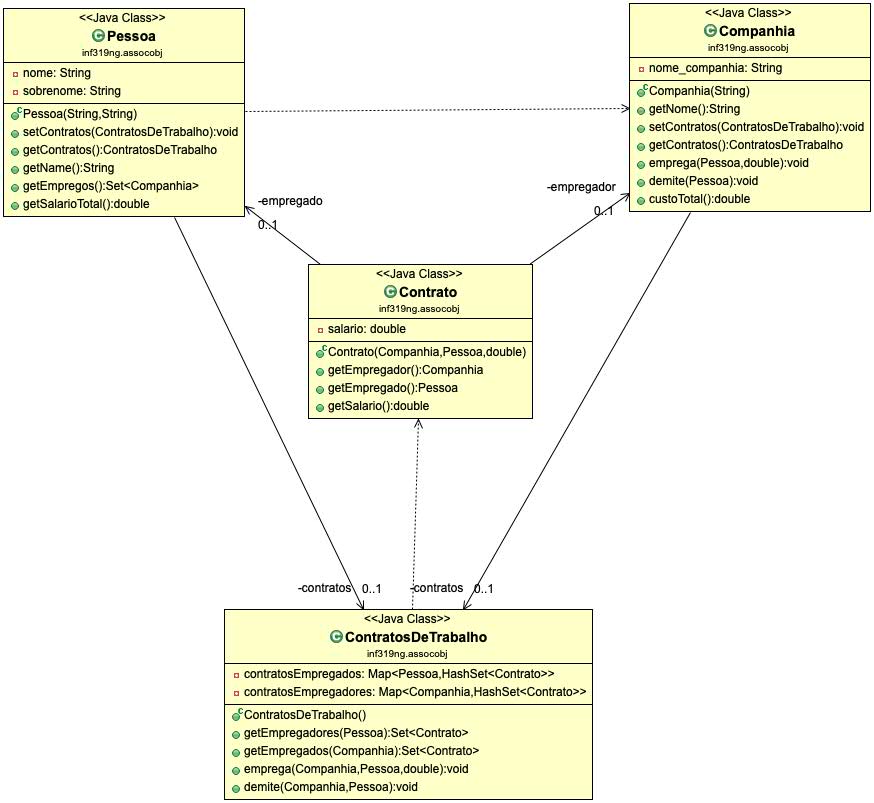 <<Java Class>>
Pessoa
inf319ng.assocobj
nome: String
sobrenome: String
Pessoa(String,String)
setContratos(ContratosDeTrabalho):void
getContratos():ContratosDeTrabalho
getName():String
getEmpregos():Set<Companhia>
getSalarioTotal():double
<<Java Class>>
Companhia
inf319ng.assocobj
nome_companhia: String
Companhia(String)
getNome():String
setContratos(ContratosDeTrabalho):void
getContratos():ContratosDeTrabalho
emprega(Pessoa,double):void
demite(Pessoa):void
custoTotal():double
-empregado
0..1
-empregador
0..1
<<Java Class>>
Contrato
inf319ng.assocobj
salario: double
Contrato(Companhia,Pessoa,double)
getEmpregador():Companhia
getEmpregado():Pessoa
getSalario():double
-contratos 0..1
-contratos 0..1
<<Java Class>>
ContratosDeTrabalho
inf319ng.assocobj
contratosEmpregados: Map<Pessoa,HashSet<Contrato>>
contratosEmpregadores: Map<Companhia,HashSet<Contrato>>
ContratosDeTrabalho()
getEmpregadores(Pessoa):Set<Contrato>
getEmpregados(Companhia):Set<Contrato>
emprega(Companhia,Pessoa,double):void
demite(Companhia,Pessoa):void